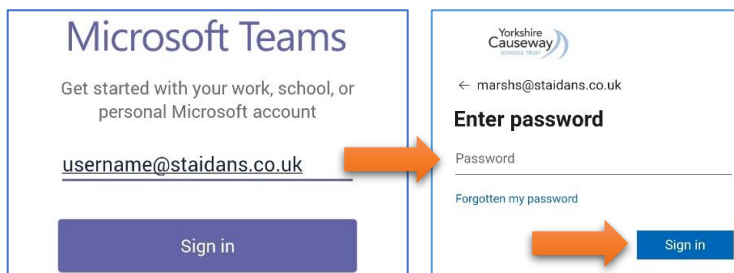 Microsoft Teams
Get started with your work, school, or
personal Microsoft account
username@staidans.co.uk
Sign in
Yorkshire
Causeway
SCHOOLS TRUST
← marshs@staidans.co.uk
Enter password
Password
Forgotten my password
Sign in